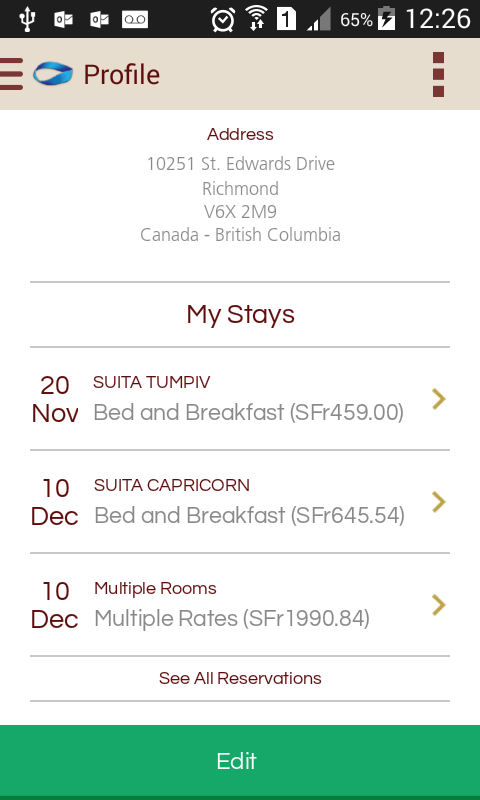 1 65% 12:26
Profile
Address
10251 St. Edwards Drive
Richmond
V6X 2M9
Canada - British Columbia
My Stays
20 Nov
SUITA TUMPIV
Bed and Breakfast (SFr459.00)
10 Dec
SUITA CAPRICORN
Bed and Breakfast (SFr645.54)
10 Dec
Multiple Rooms
Multiple Rates (SFr1990.84)
See All Reservations
Edit